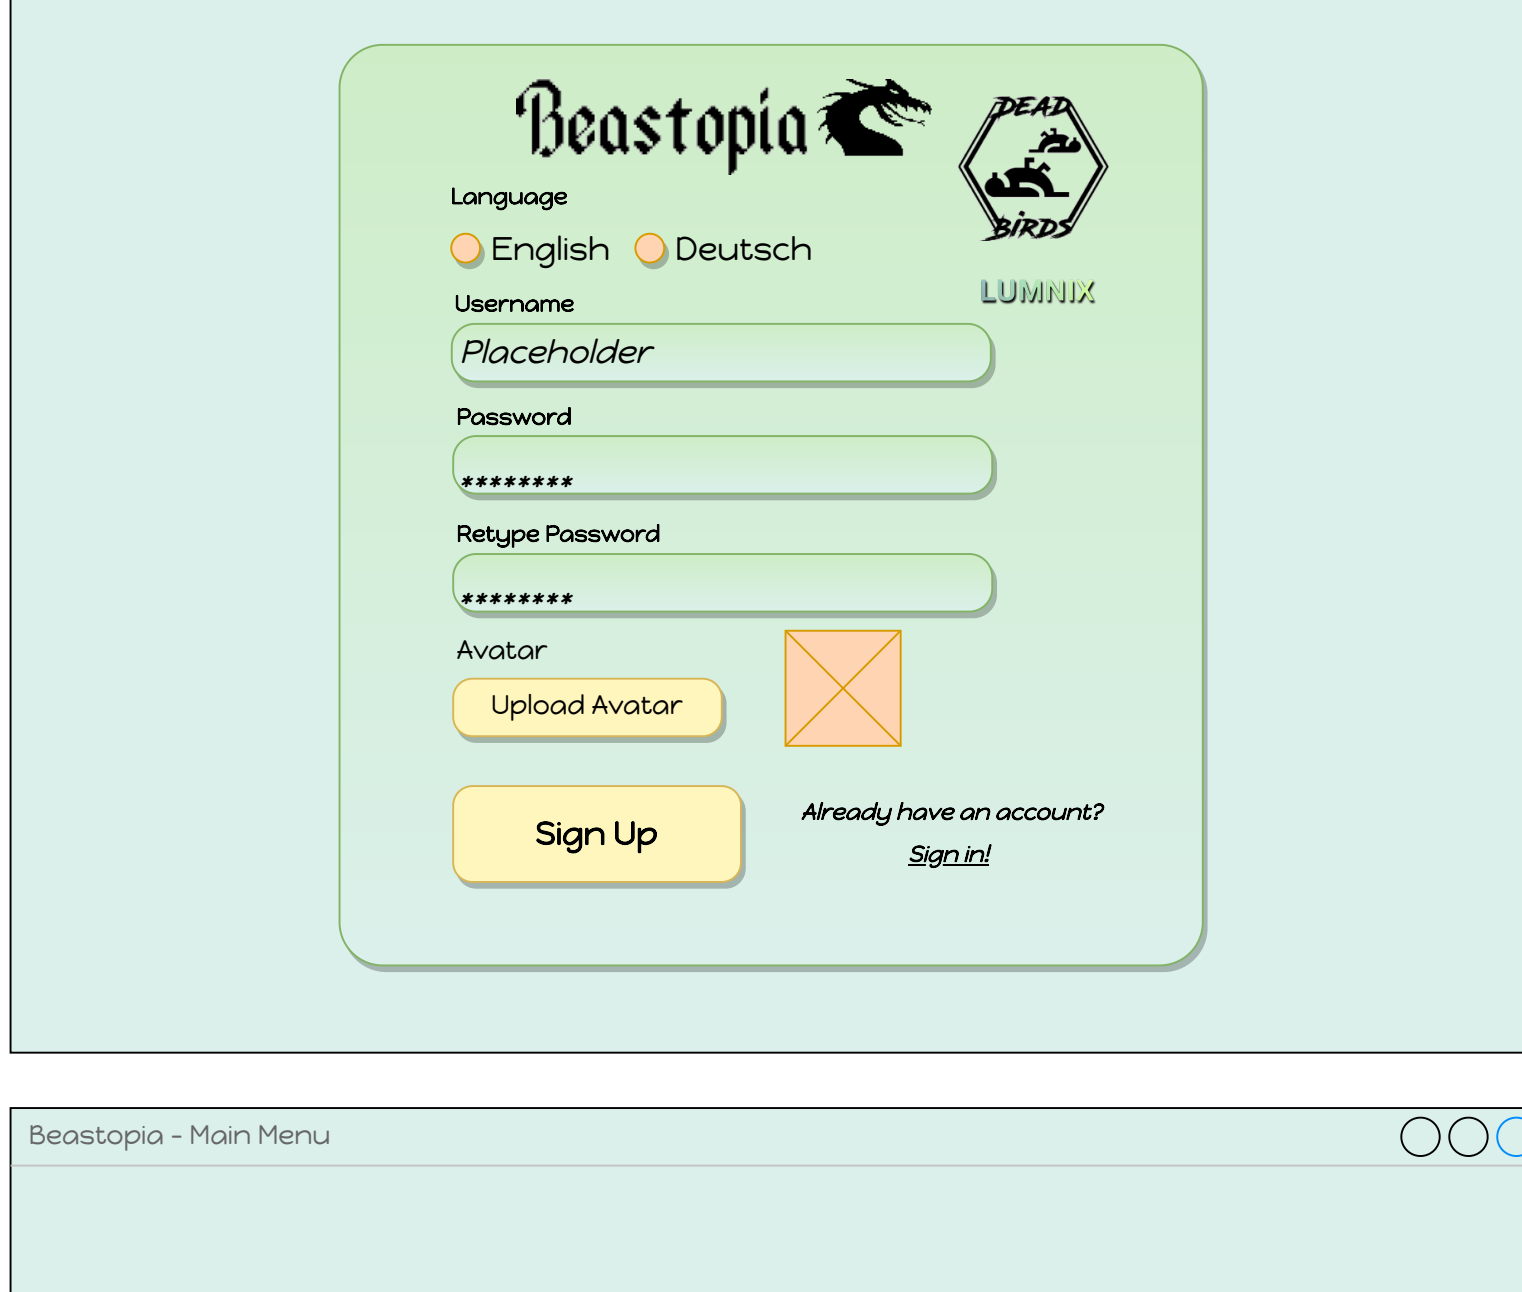 Beastopia
DEAD
BIRDS
Language
English Deutsch
LUMNIX
Username
Placeholder
Password
********
Retype Password
********
Avatar
Upload Avatar
Sign Up
Already have an account?
Sign in!
Beastopia - Main Menu